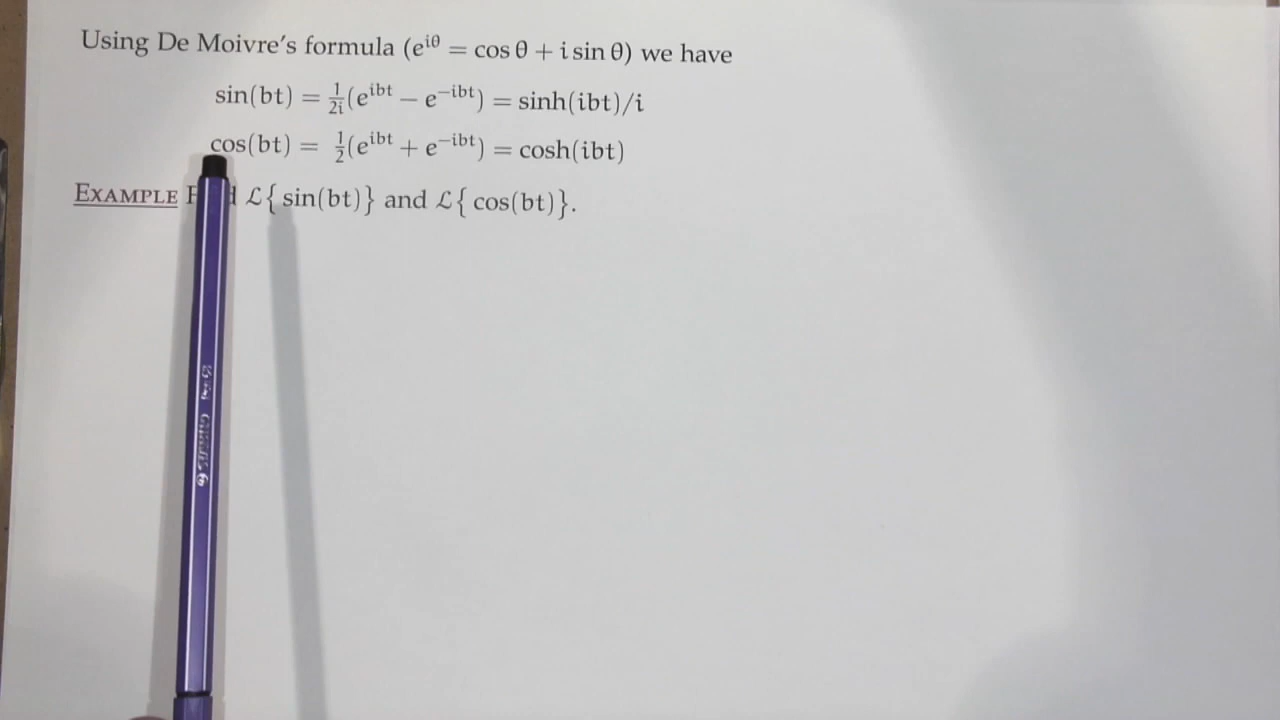 Using De Moivre's formula (e^{iθ} = cos θ + i sin θ) we have
sin(bt) = 1/2i (e^{ibt} − e^{−ibt}) = sinh(ibt)/i
cos(bt) = 1/2 (e^{ibt} + e^{−ibt}) = cosh(ibt)
EXAMPLE ℒ{ sin(bt)} and ℒ{ cos(bt)}.